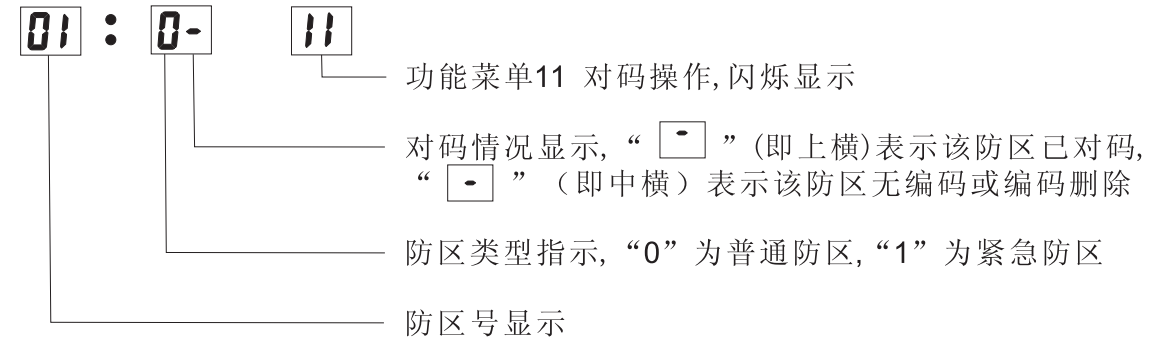 01 : 0- 11
功能菜单11 对码操作,闪烁显示
对码情况显示,“ - ”(即上横)表示该防区已对码,
“ - ”（即中横）表示该防区无编码或编码删除
防区类型指示,“0”为普通防区,“1”为紧急防区
防区号显示